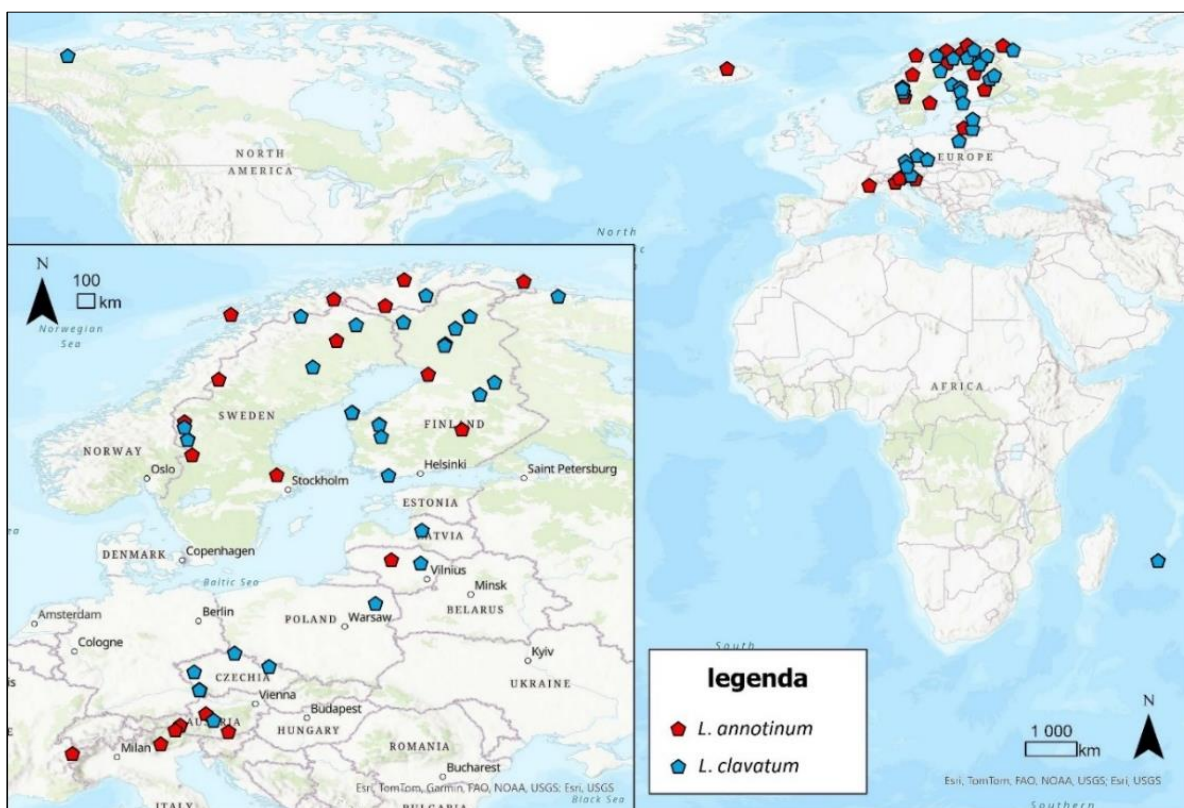 NORTH
AMERICA
North
EUROPE
AFRICA
South
Southern
N
100
km
Norwegian
Sea
SWEDEN
NORWAY
FINLAND
Oslo
Helsinki
Saint Petersburg
Stockholm
ESTONIA
LATVIA
DENMARK
Copenhagen
Baltic Sea
Vilnius
Minsk
BELARUS
Amsterdam
Berlin
POLAND
Warsaw
Cologne
Kyiv
CZECHIA
UKRAINE
Vienna
AUSTRIA
Budapest
HUNGARY
Milan
ROMANIA
Bucharest
Esri, TomTom, Garmin, FAO, NOAA, USGS; Esri, USGS
ITALY
BULGARIA
Black Sea
legenda
L. annotinum
L. clavatum
N
1 000
km
Esri, TomTom, FAO, NOAA, USGS; Esri, USGS